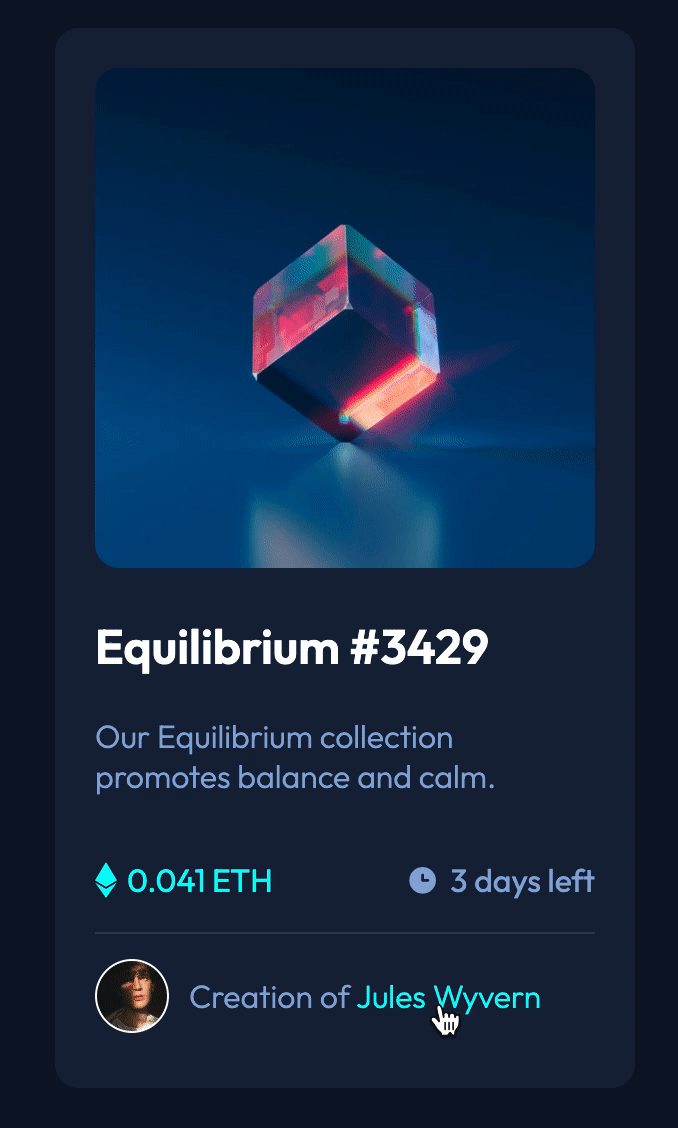 Equilibrium #3429
Our Equilibrium collection
promotes balance and calm.
0.041 ETH
3 days left
Creation of Jules Wyvern